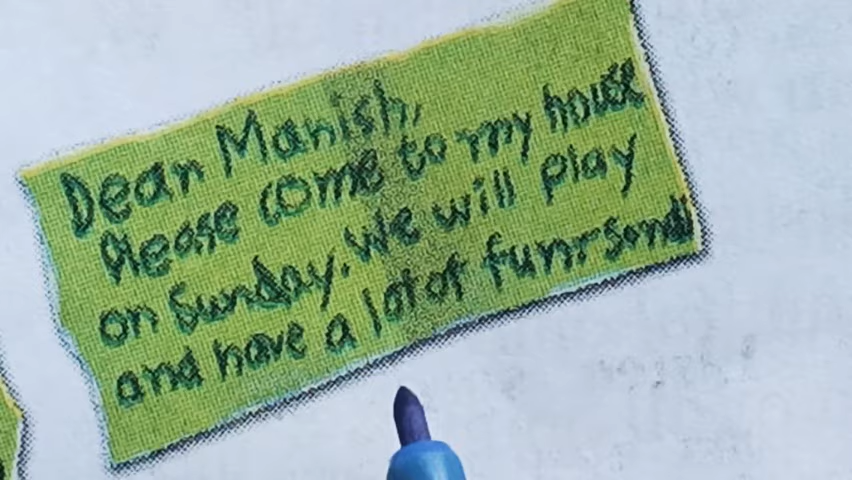 Dear Manish,
Please come to my house
on Sunday. We will play
and have a lot of fun